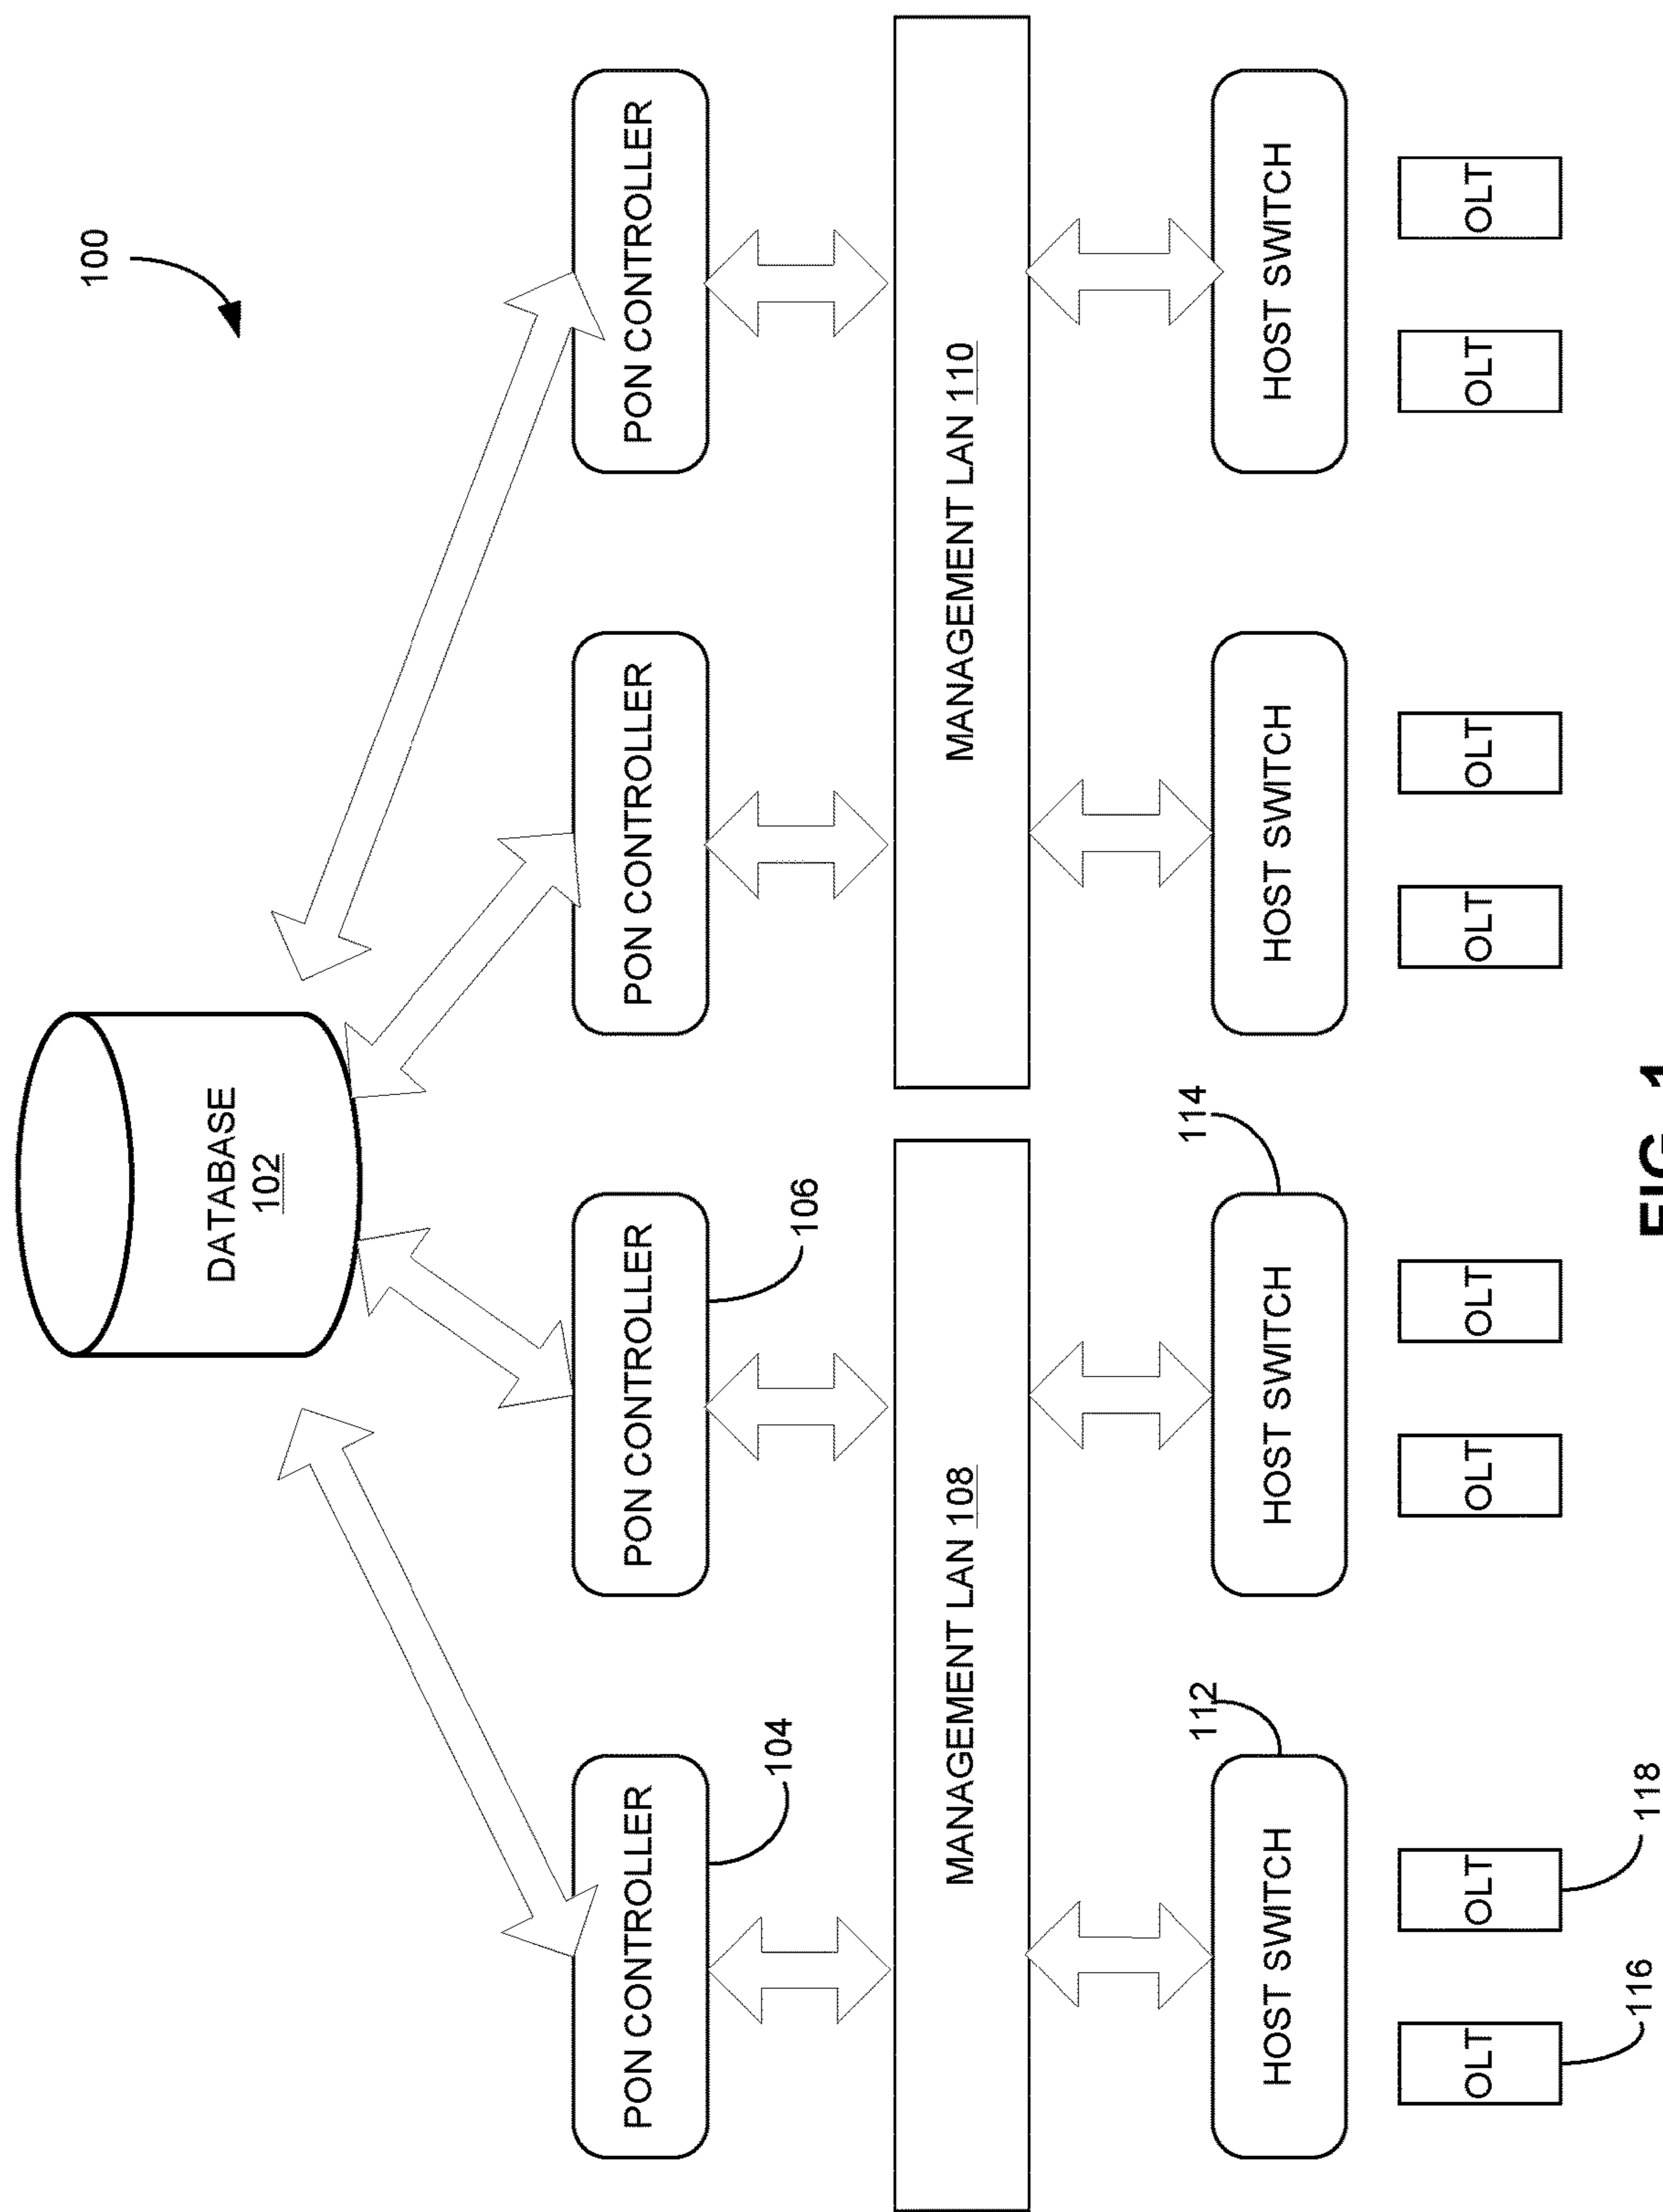 100
DATABASE
102
PON CONTROLLER
PON CONTROLLER
PON CONTROLLER
PON CONTROLLER
104
106
MANAGEMENT LAN 108
MANAGEMENT LAN 110
112
114
HOST SWITCH
HOST SWITCH
HOST SWITCH
HOST SWITCH
OLT
OLT
OLT
OLT
OLT
OLT
OLT
OLT
116
118
FIG. 1